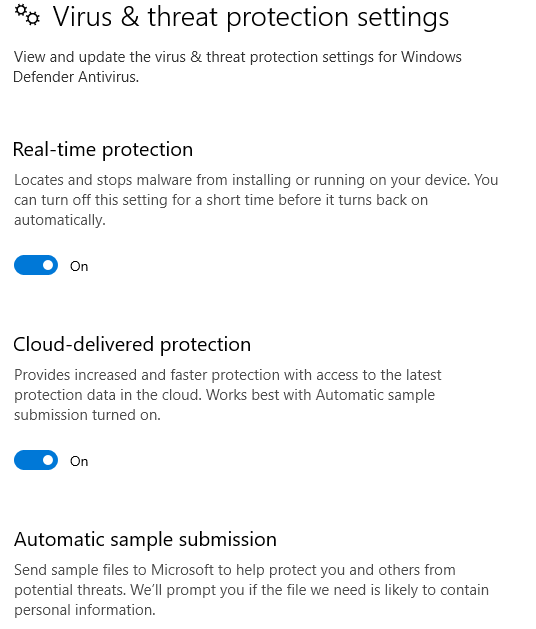 Virus & threat protection settings
View and update the virus & threat protection settings for Windows
Defender Antivirus.
Real-time protection
Locates and stops malware from installing or running on your device. You
can turn off this setting for a short time before it turns back on
automatically.
On
Cloud-delivered protection
Provides increased and faster protection with access to the latest
protection data in the cloud. Works best with Automatic sample
submission turned on.
On
Automatic sample submission
Send sample files to Microsoft to help protect you and others from
potential threats. We’ll prompt you if the file we need is likely to contain
personal information.